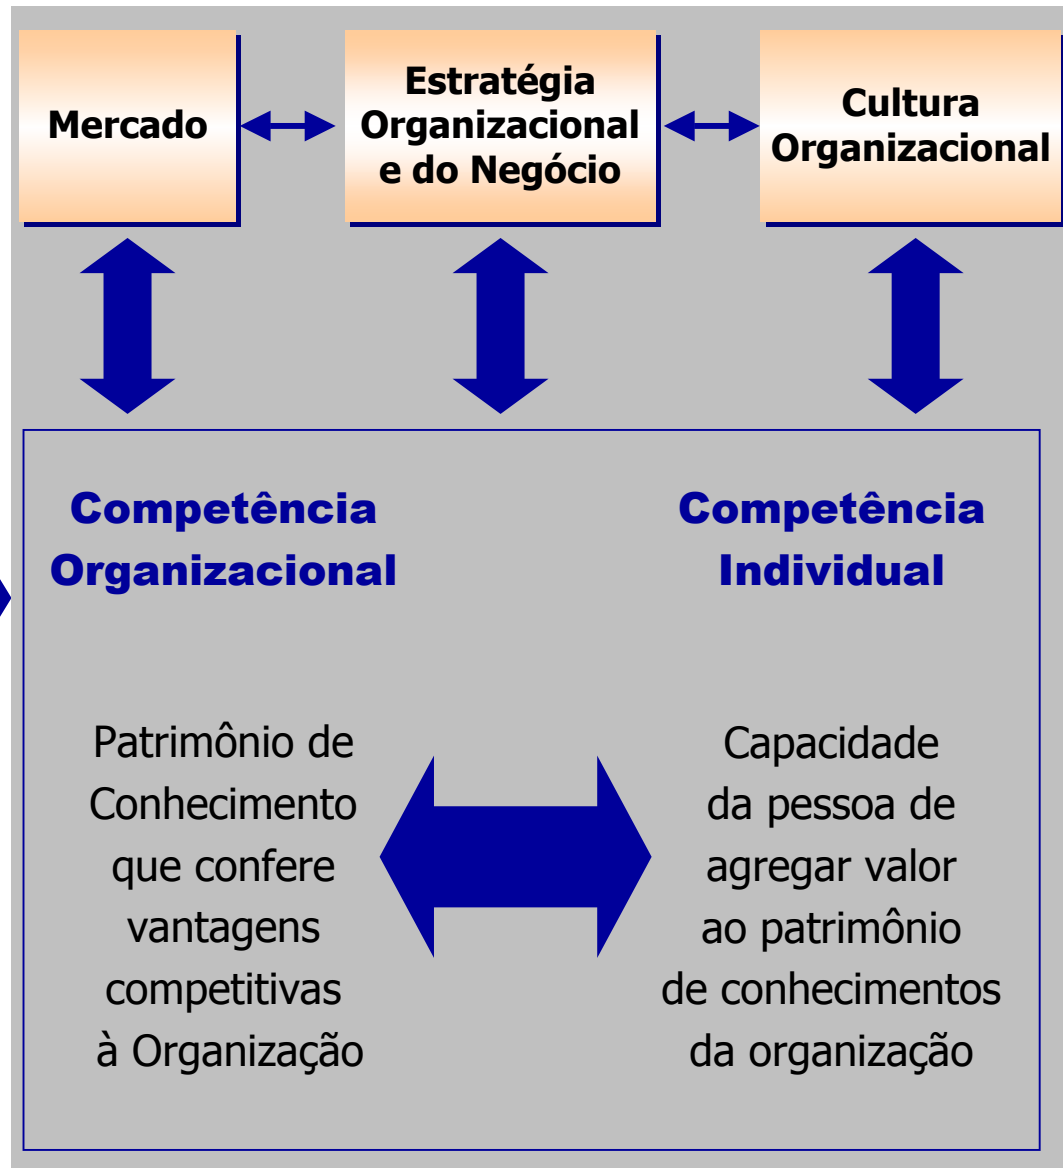 Mercado
Estratégia
Organizacional
e do Negócio
Cultura
Organizacional
Competência
Organizacional
Patrimônio de
Conhecimento
que confere
vantagens
competitivas
à Organização
Competência
Individual
Capacidade
da pessoa de
agregar valor
ao patrimônio
de conhecimentos
da organização